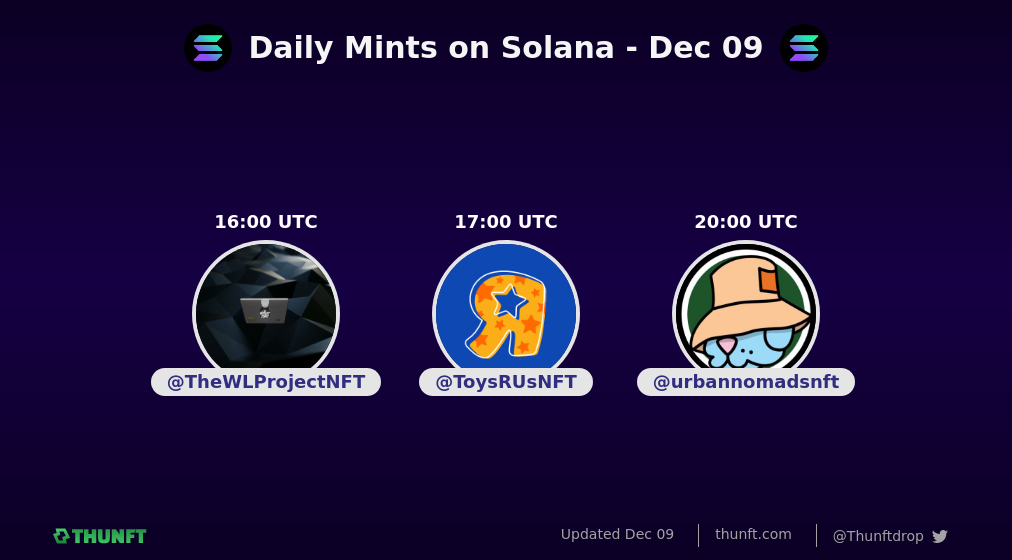 Daily Mints on Solana - Dec 09
16:00 UTC
17:00 UTC
20:00 UTC
@TheWLProjectNFT
@ToysRUsNFT
@urbannomadsnft
THUNFT
Updated Dec 09
thunft.com
@Thunftdrop